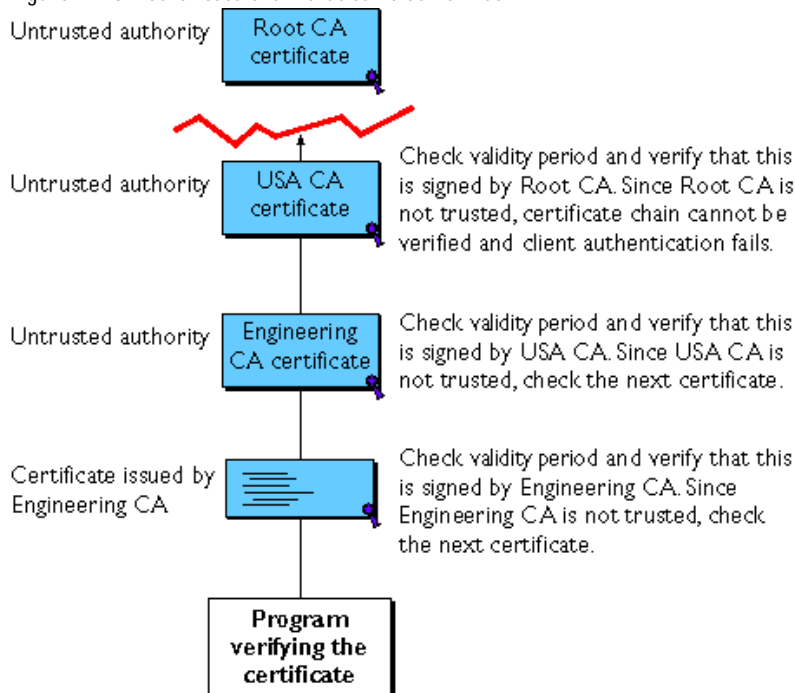 Untrusted authority
Root CA
certificate
Untrusted authority
USA CA
certificate
Check validity period and verify that this
is signed by Root CA. Since Root CA is
not trusted, certificate chain cannot be
verified and client authentication fails.
Untrusted authority
Engineering
CA certificate
Check validity period and verify that this
is signed by USA CA. Since USA CA is
not trusted, check the next certificate.
Certificate issued by
Engineering CA
Check validity period and verify that this
is signed by Engineering CA. Since
Engineering CA is not trusted, check
the next certificate.
Program
verifying the
certificate